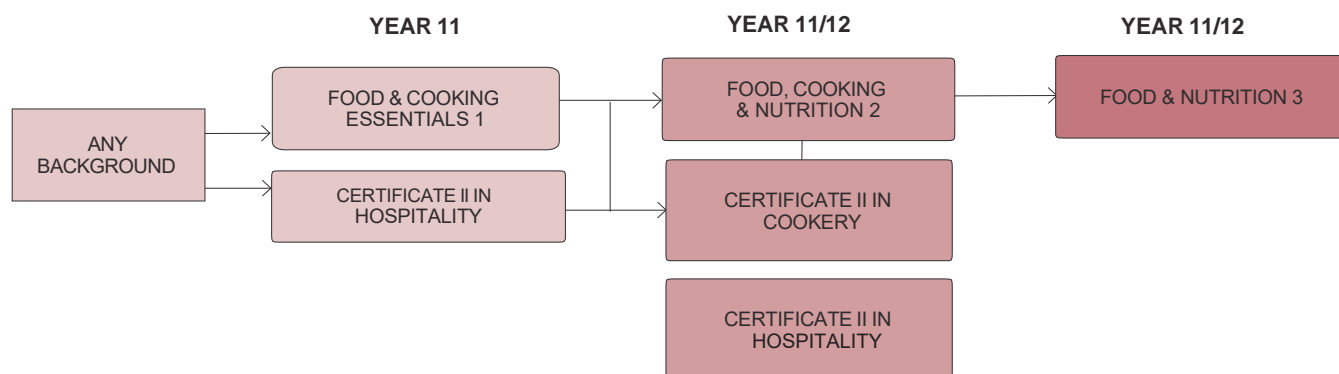 YEAR 11
YEAR 11/12
YEAR 11/12
ANY
BACKGROUND
FOOD & COOKING
ESSENTIALS 1
CERTIFICATE II IN
HOSPITALITY
FOOD, COOKING
& NUTRITION 2
CERTIFICATE II IN
COOKERY
CERTIFICATE II IN
HOSPITALITY
FOOD & NUTRITION 3